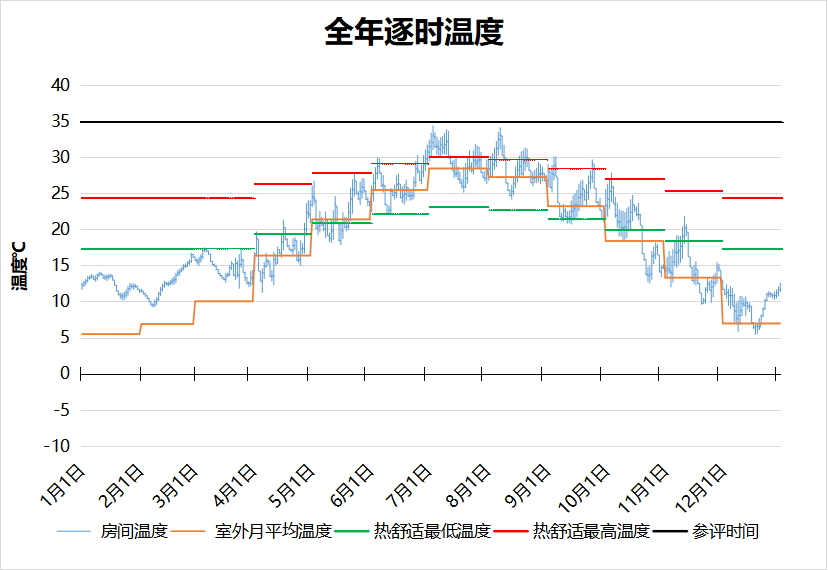 全年逐时温度
40
35
30
25
20
15
10
5
0
-5
-10
温度℃
1月1日
2月1日
3月1日
4月1日
5月1日
6月1日
7月1日
8月1日
9月1日
10月1日
11月1日
12月1日
房间温度 室外月平均温度 热舒适最低温度 热舒适最高温度 参评时间